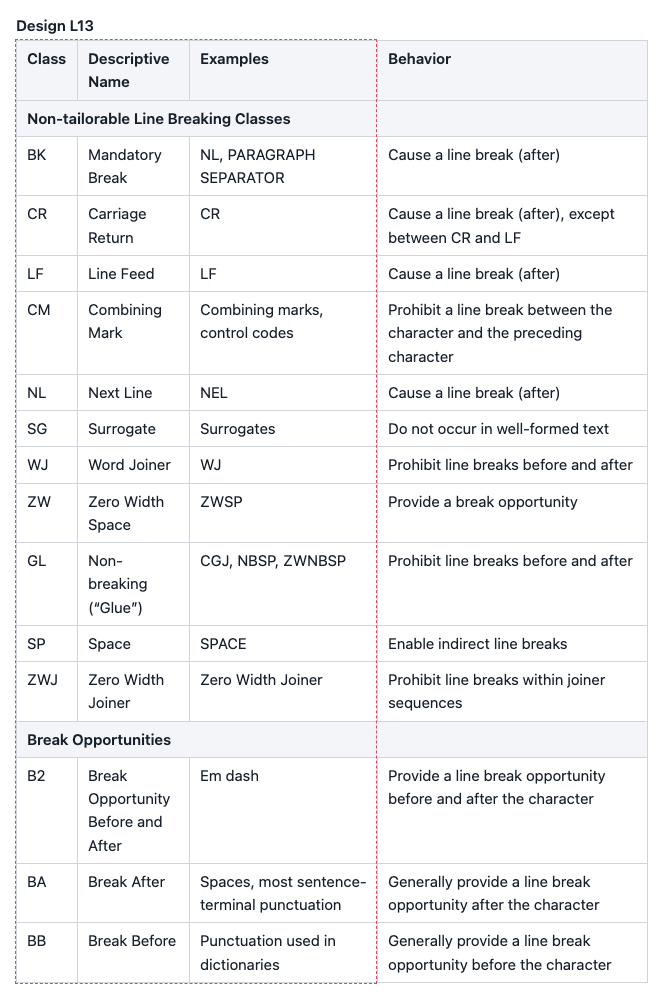 Design L13
Class Descriptive Name Examples Behavior
Non-tailorable Line Breaking Classes
BK Mandatory Break NL, PARAGRAPH SEPARATOR Cause a line break (after)
CR Carriage Return CR Cause a line break (after), except between CR and LF
LF Line Feed LF Cause a line break (after)
CM Combining Mark Combining marks, control codes Prohibit a line break between the character and the preceding character
NL Next Line NEL Cause a line break (after)
SG Surrogate Surrogates Do not occur in well-formed text
WJ Word Joiner WJ Prohibit line breaks before and after
ZW Zero Width Space ZWSP Provide a break opportunity
GL Non-breaking (“Glue”) CGJ, NBSP, ZWNBSP Prohibit line breaks before and after
SP Space SPACE Enable indirect line breaks
ZWJ Zero Width Joiner Zero Width Joiner Prohibit line breaks within joiner sequences
Break Opportunities
B2 Break Opportunity Before and After Em dash Provide a line break opportunity before and after the character
BA Break After Spaces, most sentence-terminal punctuation Generally provide a line break opportunity after the character
BB Break Before Punctuation used in dictionaries Generally provide a line break opportunity before the character